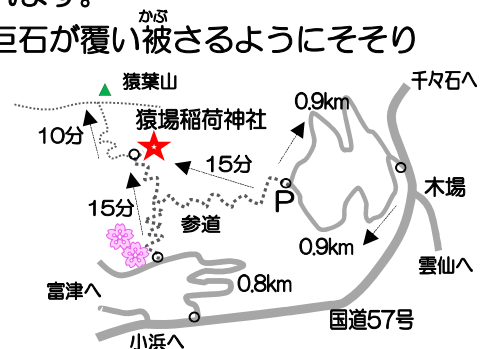 れます。
巨石が覆い被さるようにそそり
かぶ
猿葉山
千々石へ
0.9km
10分
猿場稲荷神社
15分
木場
P
15分
参道
0.9km
雲仙へ
0.8km
富津へ
国道57号
小浜へ